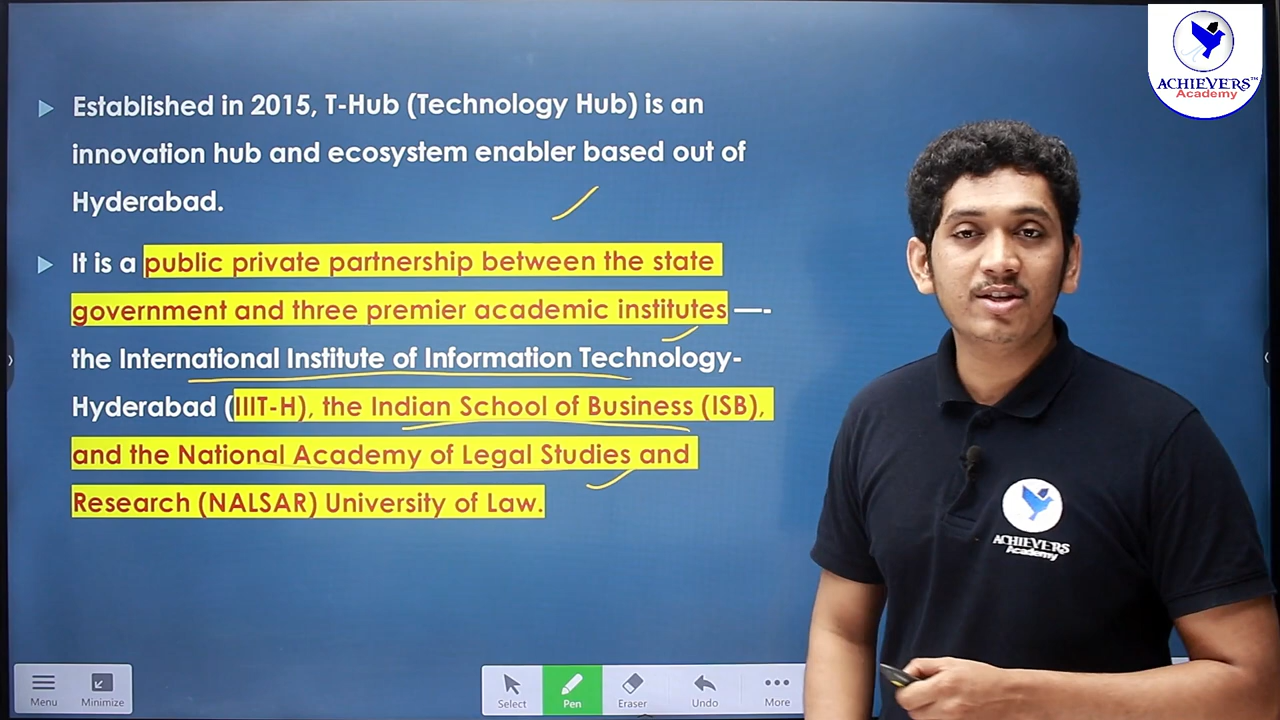 ACHIEVERS™
Academy
Established in 2015, T-Hub (Technology Hub) is an
innovation hub and ecosystem enabler based out of
Hyderabad.
It is a public private partnership between the state
government and three premier academic institutes —-
the International Institute of Information Technology-
Hyderabad (IIIT-H), the Indian School of Business (ISB),
and the National Academy of Legal Studies and
Research (NALSAR) University of Law.
ACHIEVERS
Academy
Menu
Minimize
Select
Pen
Eraser
Undo
More